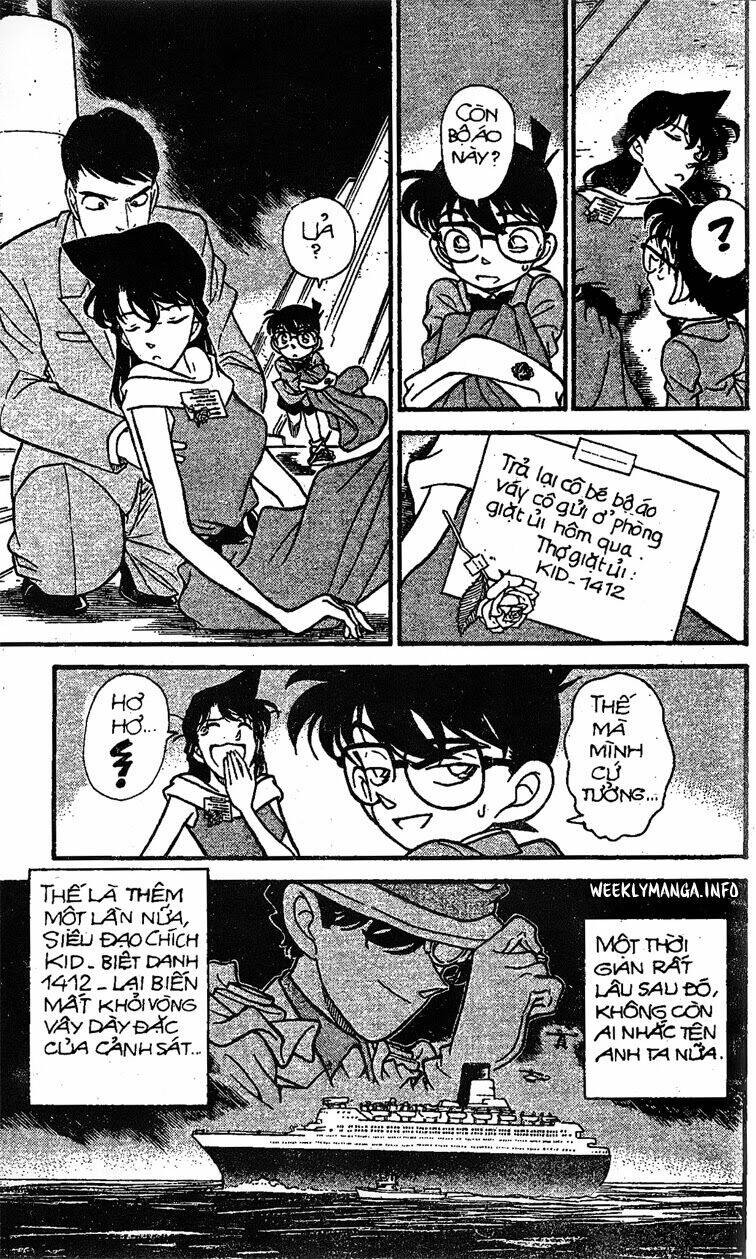 ?
CÒN
BỘ ÁO
NÀY?
ỦA
?
Trả lại cô bé bộ áo
váy cô gửi ở phòng
giặt ủi hôm qua.
Thợ giặt ủi:
KID-1412
THẾ
MÀ
MÌNH
CỨ
TƯỞNG...
HƠ
HƠ...
WEEKLYMANGA.INFO
MỘT THỜI
GIAN RẤT
LÂU SAU ĐÓ,
KHÔNG CÒN
AI NHẮC TÊN
ANH TA NỮA.
THẾ LÀ THÊM
MỘT LẦN NỮA,
SIÊU ĐẠO CHÍCH
KID - BIỆT DANH
1412 - LẠI BIẾN
MẤT KHỎI VÒNG
VÂY DÀY ĐẶC
CỦA CẢNH SÁT...